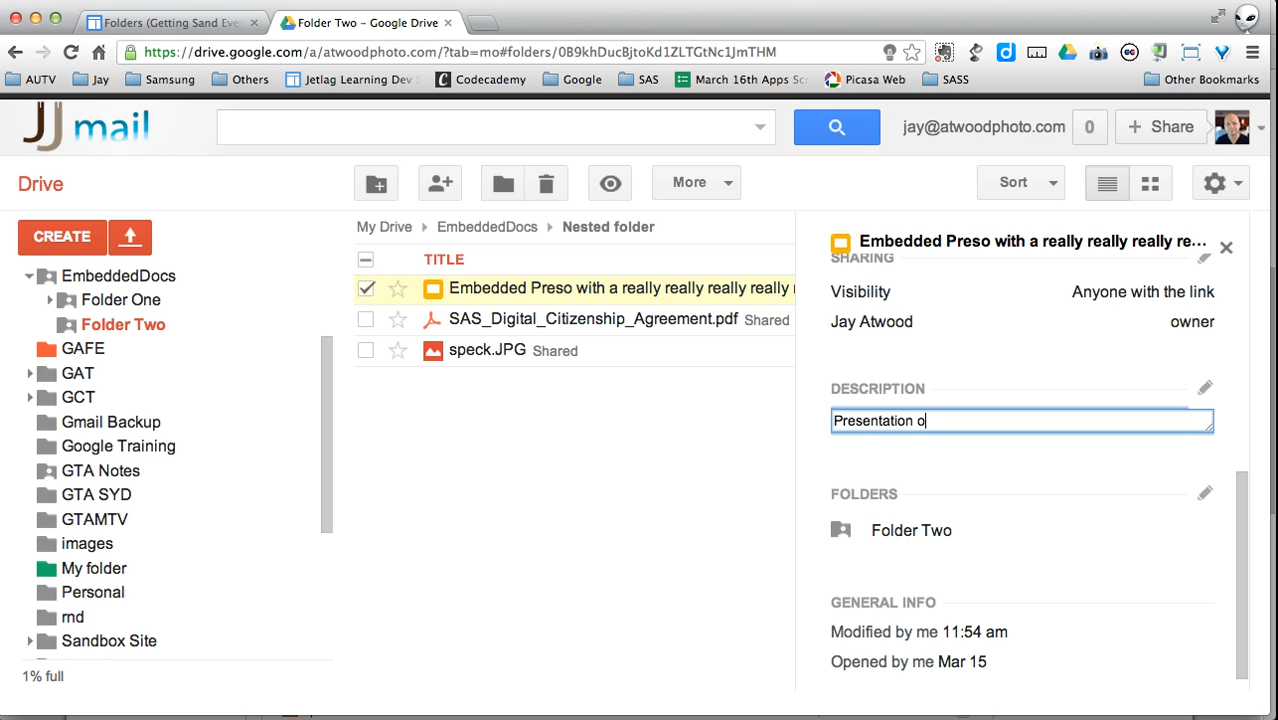 Folders (Getting Sand Eve
Folder Two – Google Drive
https://drive.google.com/a/atwoodphoto.com/?tab=mo#folders/0B9khDucBjtoKd1ZLTGtNc1JmTHM
AUTV
Jay
Samsung
Others
Jetlag Learning Dev
Codecademy
Google
SAS
March 16th Apps Sc
Picasa Web
SASS
Other Bookmarks
JJ mail
jay@atwoodphoto.com
0
+ Share
Drive
More
Sort
CREATE
My Drive
EmbeddedDocs
Nested folder
TITLE
Embedded Preso with a really really really really r
SAS_Digital_Citizenship_Agreement.pdf Shared
speck.JPG Shared
EmbeddedDocs
Folder One
Folder Two
GAFE
GAT
GCT
Gmail Backup
Google Training
GTA Notes
GTA SYD
GTAMTV
images
My folder
Personal
rnd
Sandbox Site
1% full
Embedded Preso with a really really really re...
SHARING
Visibility Anyone with the link
Jay Atwood owner
DESCRIPTION
Presentation o
FOLDERS
Folder Two
GENERAL INFO
Modified by me 11:54 am
Opened by me Mar 15